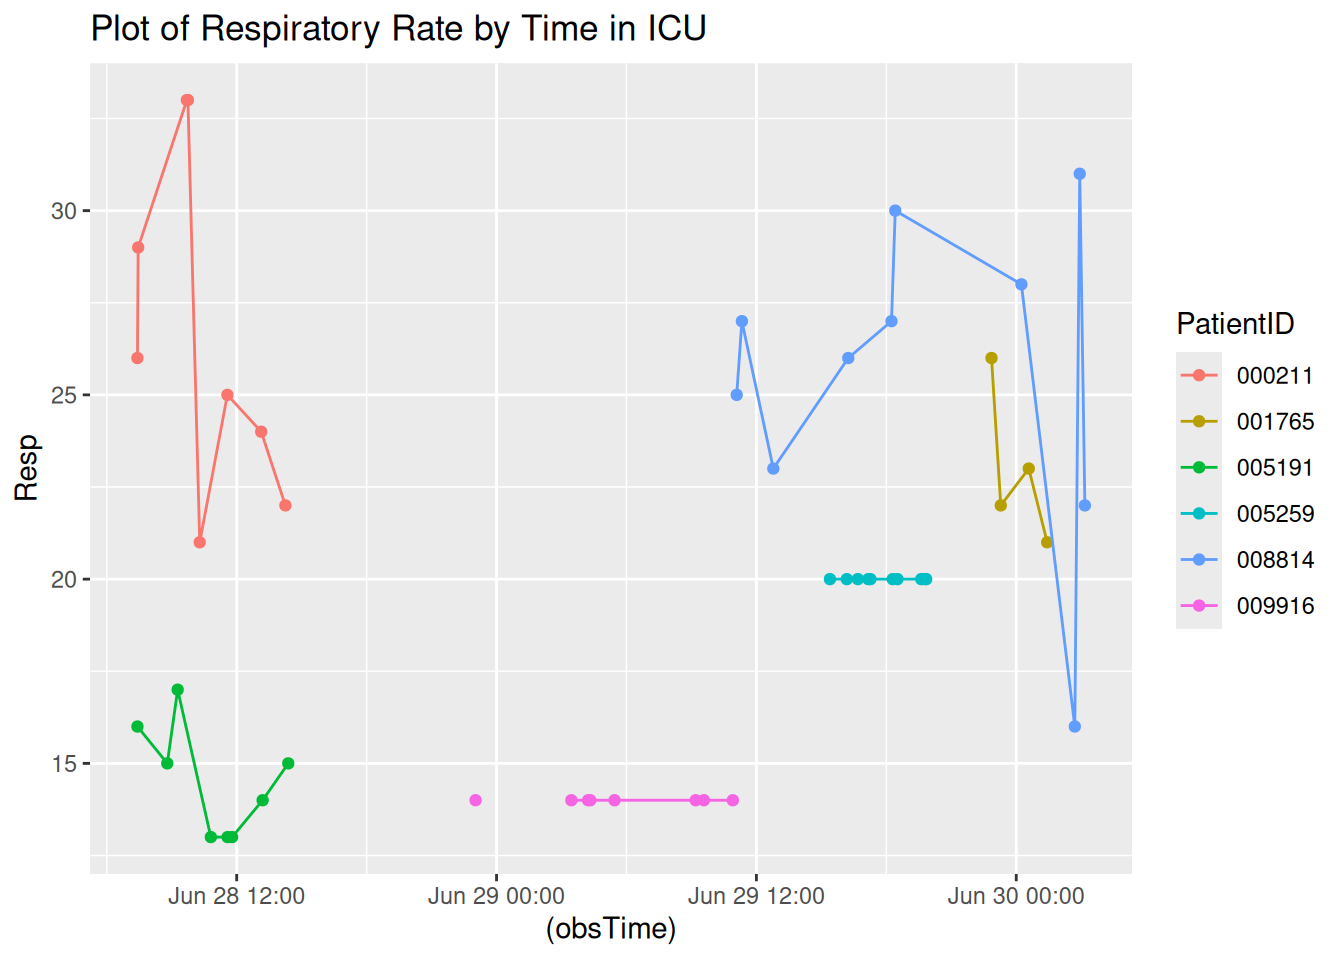 Plot of Respiratory Rate by Time in ICU
Resp
30
25
20
15
Jun 28 12:00
Jun 29 00:00
Jun 29 12:00
Jun 30 00:00
(obsTime)
PatientID
000211
001765
005191
005259
008814
009916